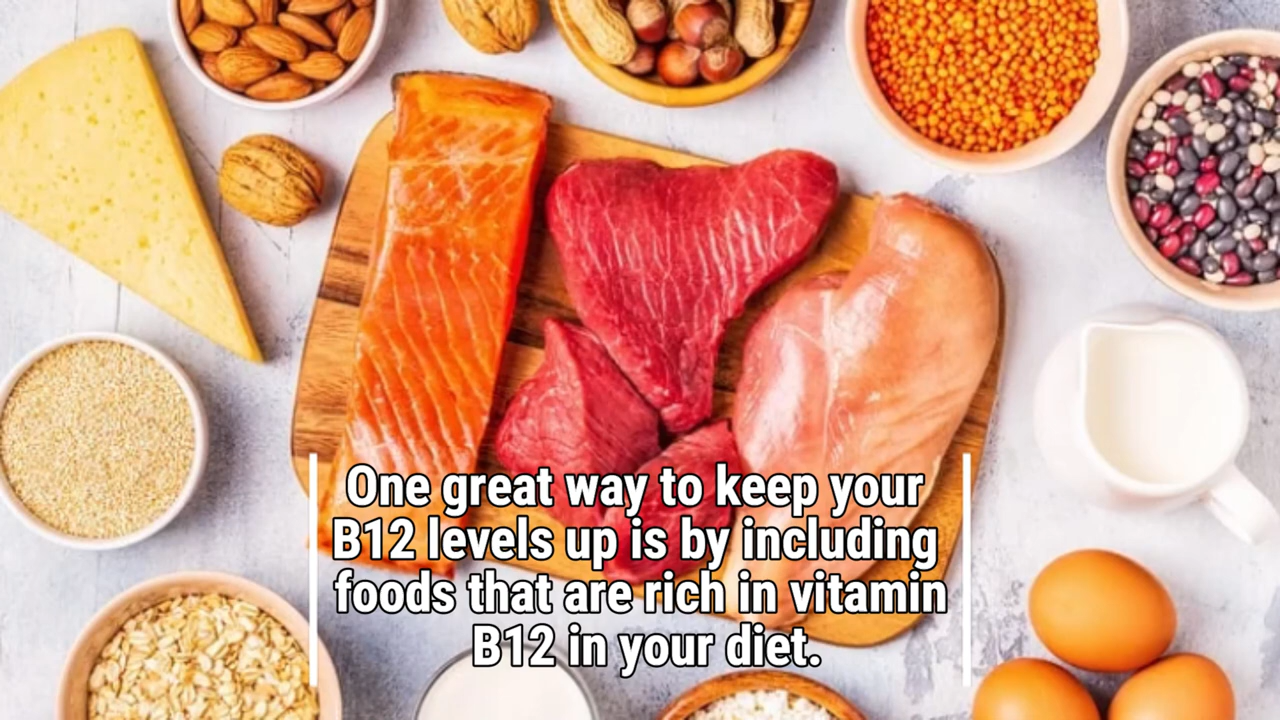 One great way to keep your
B12 levels up is by including
foods that are rich in vitamin
B12 in your diet.